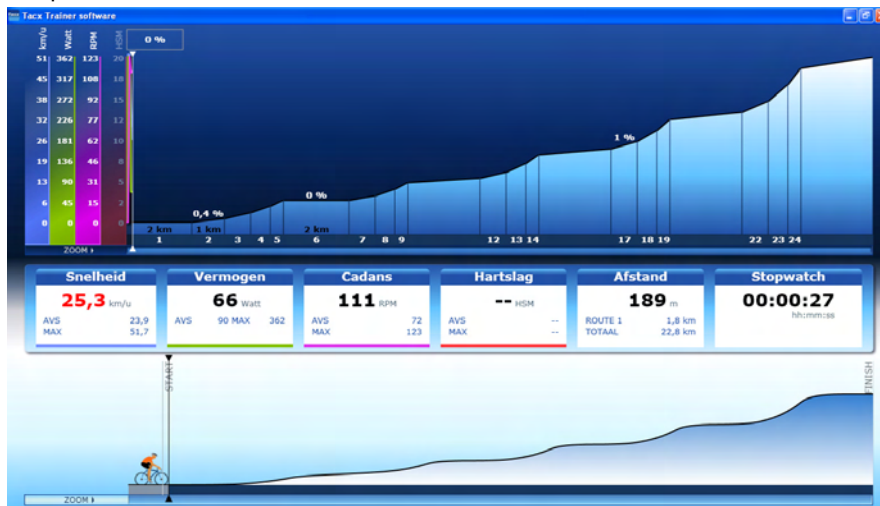 Tacx Trainer software
km/u Watt RPM HSM
0 %
51 362 123 20
45 317 108 18
38 272 92 15
32 226 77 12
26 181 62 10
19 136 46 8
13 90 31 5
6 45 15 2
0 0 0 0
1 %
0 %
0,4 %
2 km 1 km 2 km
1 2 3 4 5 6 7 8 9 12 13 14 17 18 19 22 23 24
ZOOM
Snelheid Vermogen Cadans Hartslag Afstand Stopwatch
25,3 km/u 66 Watt 111 RPM -- HSM 189 m 00:00:27
hh:mm:ss
AVS 23,9 AVS 90 MAX 362 AVS 72 AVS -- ROUTE 1 1,8 km
MAX 51,7 MAX 123 MAX -- TOTAAL 22,8 km
START
FINISH
ZOOM